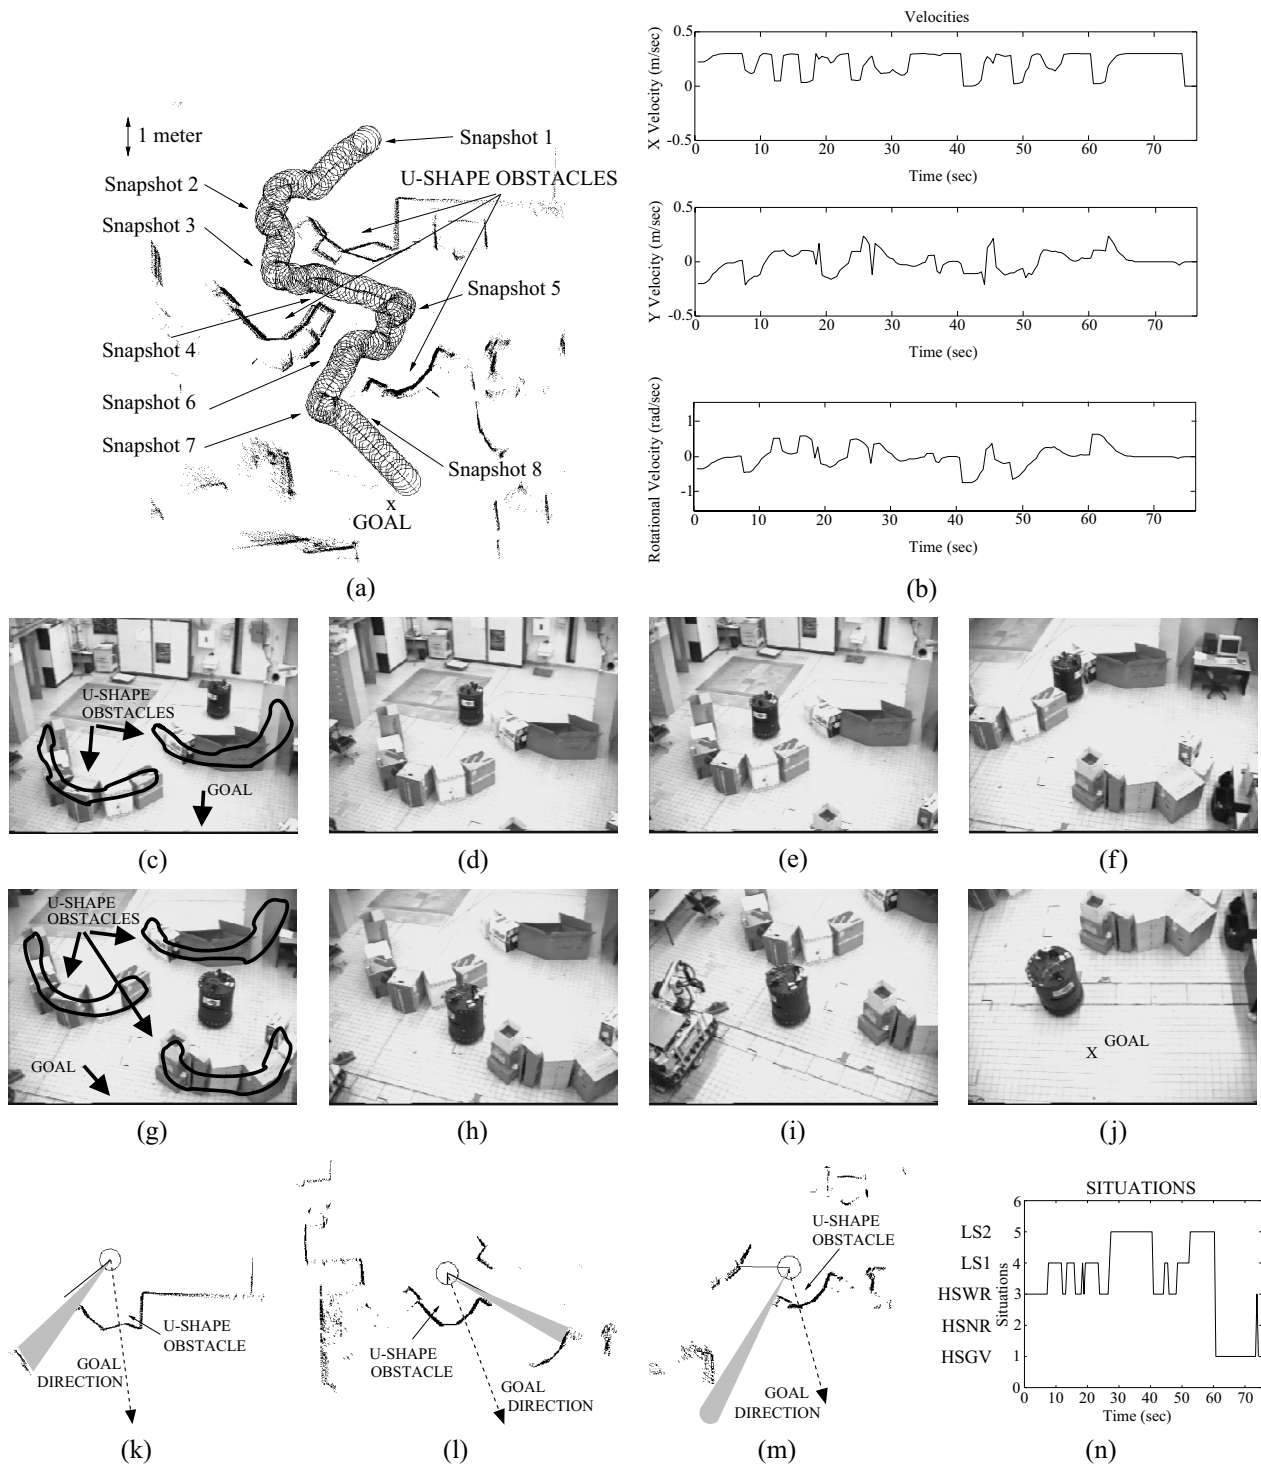 1 meter
Snapshot 1
Snapshot 2
U-SHAPE OBSTACLES
Snapshot 3
Snapshot 5
Snapshot 4
Snapshot 6
Snapshot 7
Snapshot 8
x
GOAL
(a)
Velocities
X Velocity (m/sec)
0.5
0
-0.5
0 10 20 30 40 50 60 70
Time (sec)
Y Velocity (m/sec)
0.5
0
-0.5
0 10 20 30 40 50 60 70
Time (sec)
Rotational Velocity (rad/sec)
1
0
-1
0 10 20 30 40 50 60 70
Time (sec)
(b)
U-SHAPE
OBSTACLES
GOAL
(c)
(d)
(e)
(f)
U-SHAPE
OBSTACLES
GOAL
(g)
(h)
(i)
X GOAL
(j)
U-SHAPE
OBSTACLE
GOAL
DIRECTION
(k)
U-SHAPE
OBSTACLE
GOAL
DIRECTION
(l)
U-SHAPE
OBSTACLE
GOAL
DIRECTION
(m)
SITUATIONS
Situations
6
LS2 5
LS1 4
HSWR 3
HSNR 2
HSGV 1
0
0 10 20 30 40 50 60 70
Time (sec)
(n)